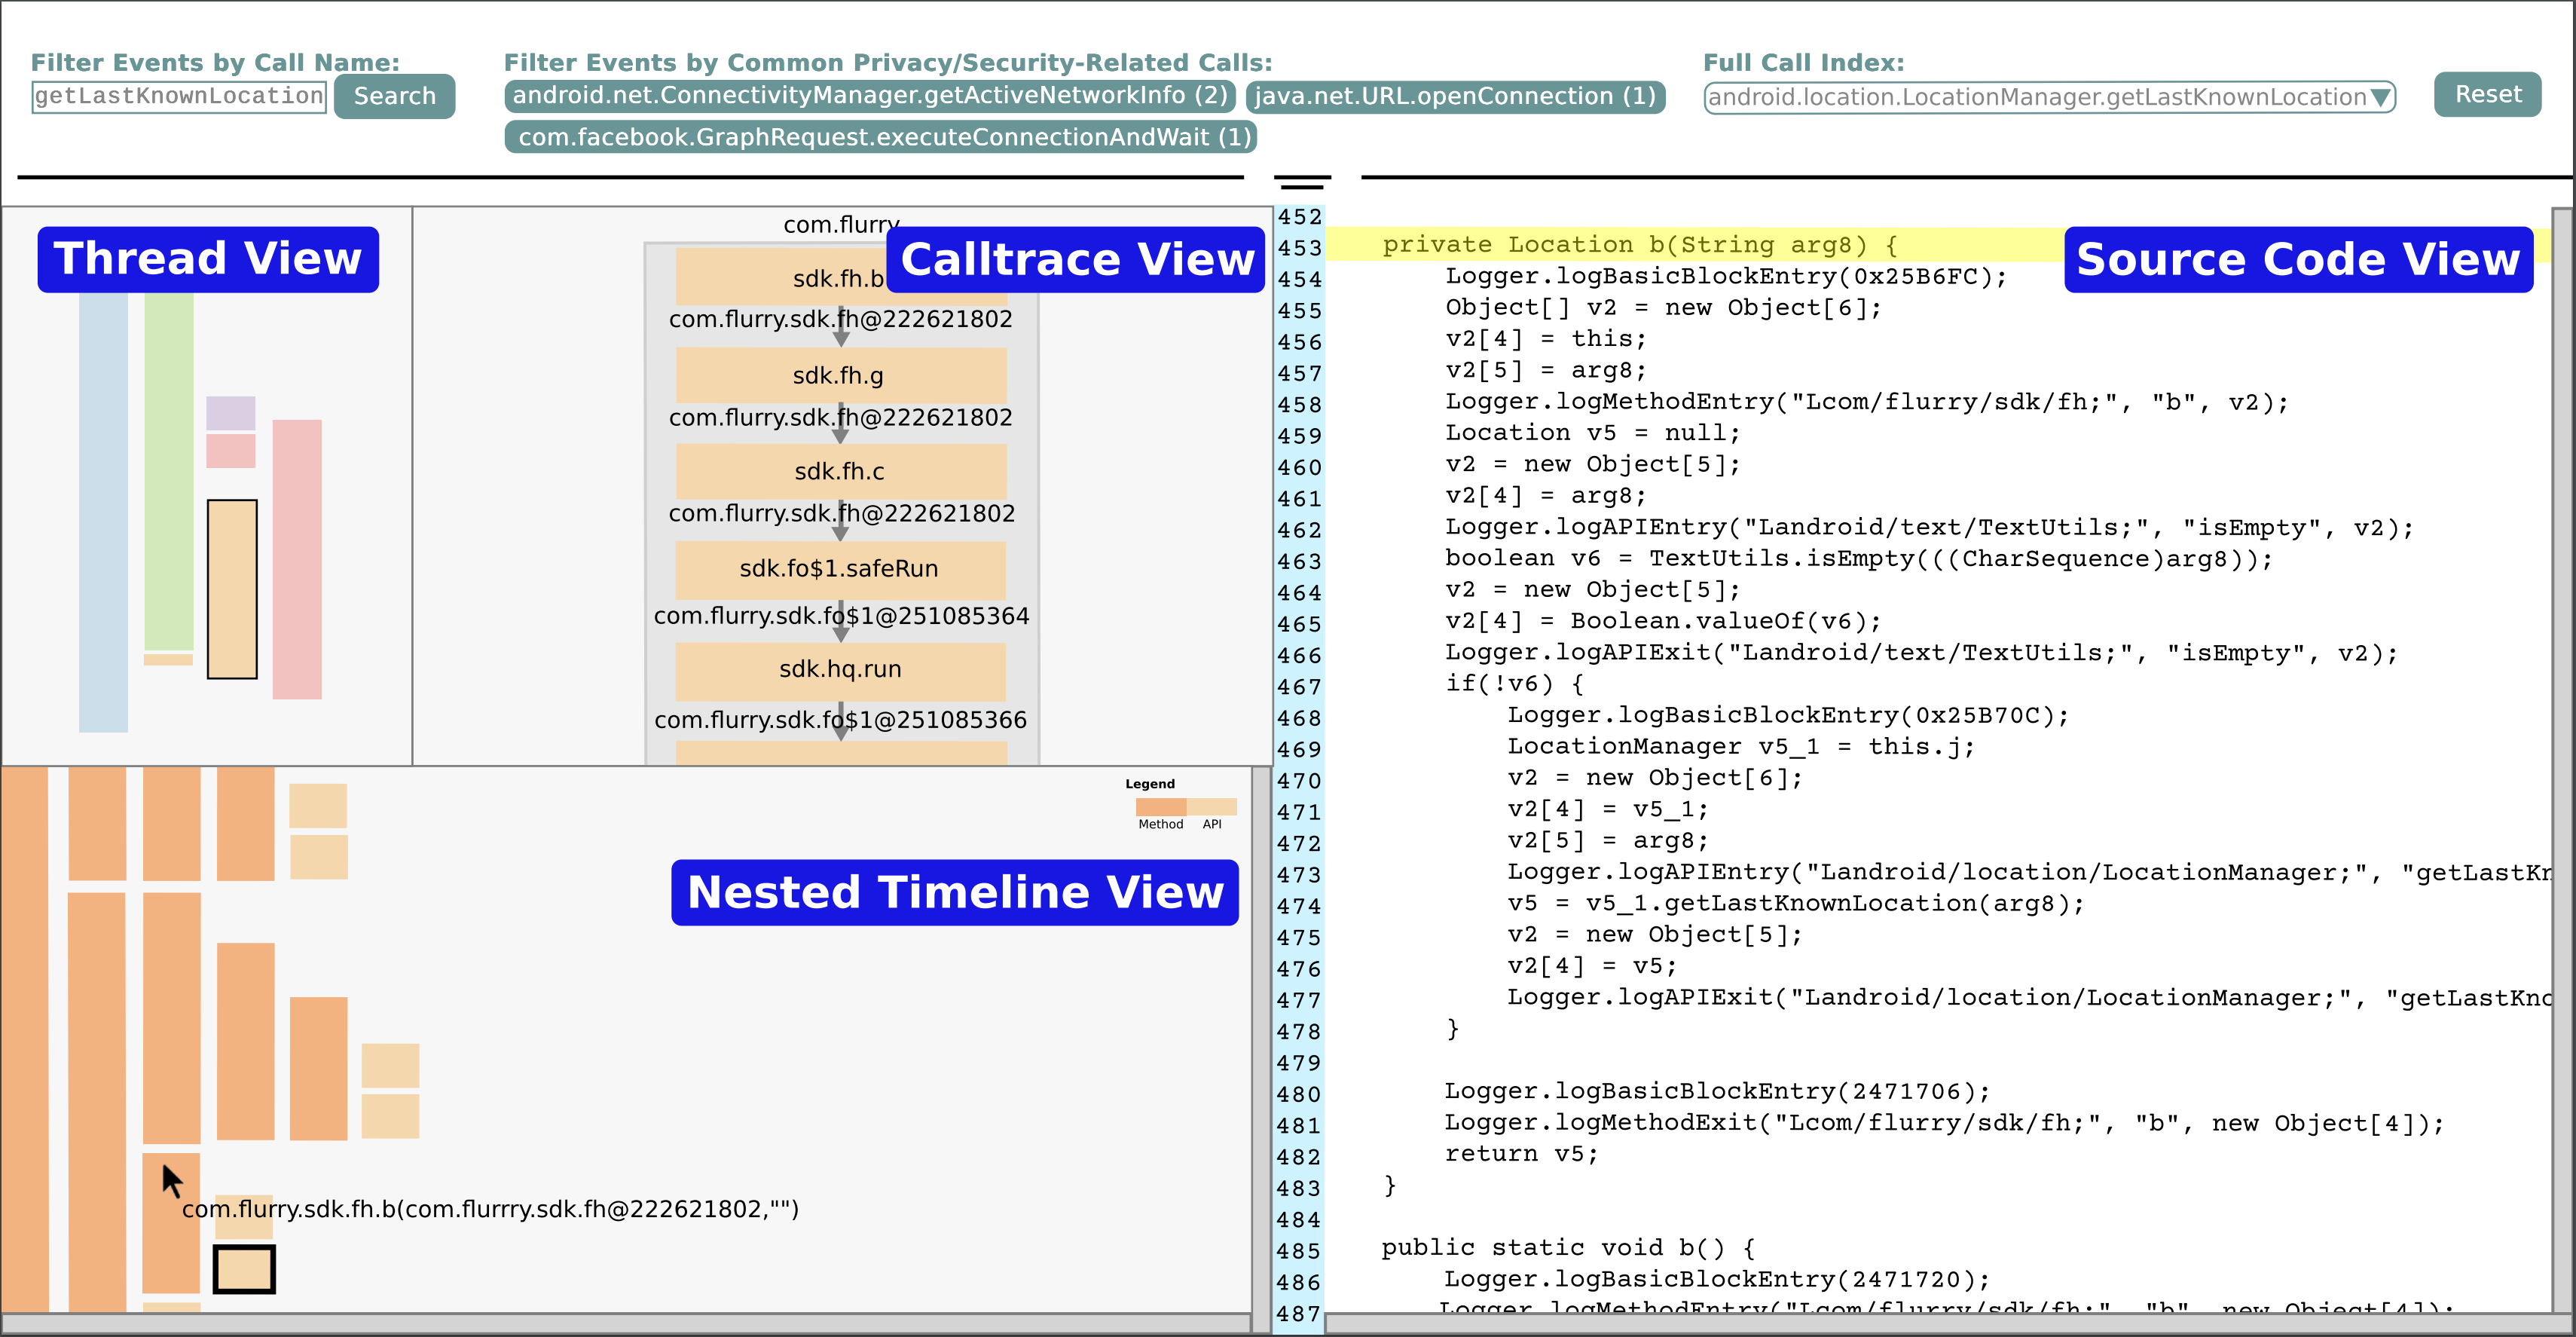 Filter Events by Call Name:
getLastKnownLocation
Search
Filter Events by Common Privacy/Security-Related Calls:
android.net.ConnectivityManager.getActiveNetworkInfo (2)
java.net.URL.openConnection (1)
com.facebook.GraphRequest.executeConnectionAndWait (1)
Full Call Index:
android.location.LocationManager.getLastKnownLocation
Reset
Thread View
com.flurry
Calltrace View
sdk.fh.b
com.flurry.sdk.fh@222621802
sdk.fh.g
com.flurry.sdk.fh@222621802
sdk.fh.c
com.flurry.sdk.fh@222621802
sdk.fo$1.safeRun
com.flurry.sdk.fo$1@251085364
sdk.hq.run
com.flurry.sdk.fo$1@251085366
Legend
Method API
Nested Timeline View
com.flurry.sdk.fh.b(com.flurrry.sdk.fh@222621802,"")
Source Code View
452
453 private Location b(String arg8) {
454 Logger.logBasicBlockEntry(0x25B6FC);
455 Object[] v2 = new Object[6];
456 v2[4] = this;
457 v2[5] = arg8;
458 Logger.logMethodEntry("Lcom/flurry/sdk/fh;", "b", v2);
459 Location v5 = null;
460 v2 = new Object[5];
461 v2[4] = arg8;
462 Logger.logAPIEntry("Landroid/text/TextUtils;", "isEmpty", v2);
463 boolean v6 = TextUtils.isEmpty(((CharSequence)arg8));
464 v2 = new Object[5];
465 v2[4] = Boolean.valueOf(v6);
466 Logger.logAPIExit("Landroid/text/TextUtils;", "isEmpty", v2);
467 if(!v6) {
468 Logger.logBasicBlockEntry(0x25B70C);
469 LocationManager v5_1 = this.j;
470 v2 = new Object[6];
471 v2[4] = v5_1;
472 v2[5] = arg8;
473 Logger.logAPIEntry("Landroid/location/LocationManager;", "getLastKn
474 v5 = v5_1.getLastKnownLocation(arg8);
475 v2 = new Object[5];
476 v2[4] = v5;
477 Logger.logAPIExit("Landroid/location/LocationManager;", "getLastKno
478 }
479
480 Logger.logBasicBlockEntry(2471706);
481 Logger.logMethodExit("Lcom/flurry/sdk/fh;", "b", new Object[4]);
482 return v5;
483 }
484
485 public static void b() {
486 Logger.logBasicBlockEntry(2471720);
487 Logger.logMethodEntry("Lcom/flurry/sdk/fh;", "b", new Object[4]);